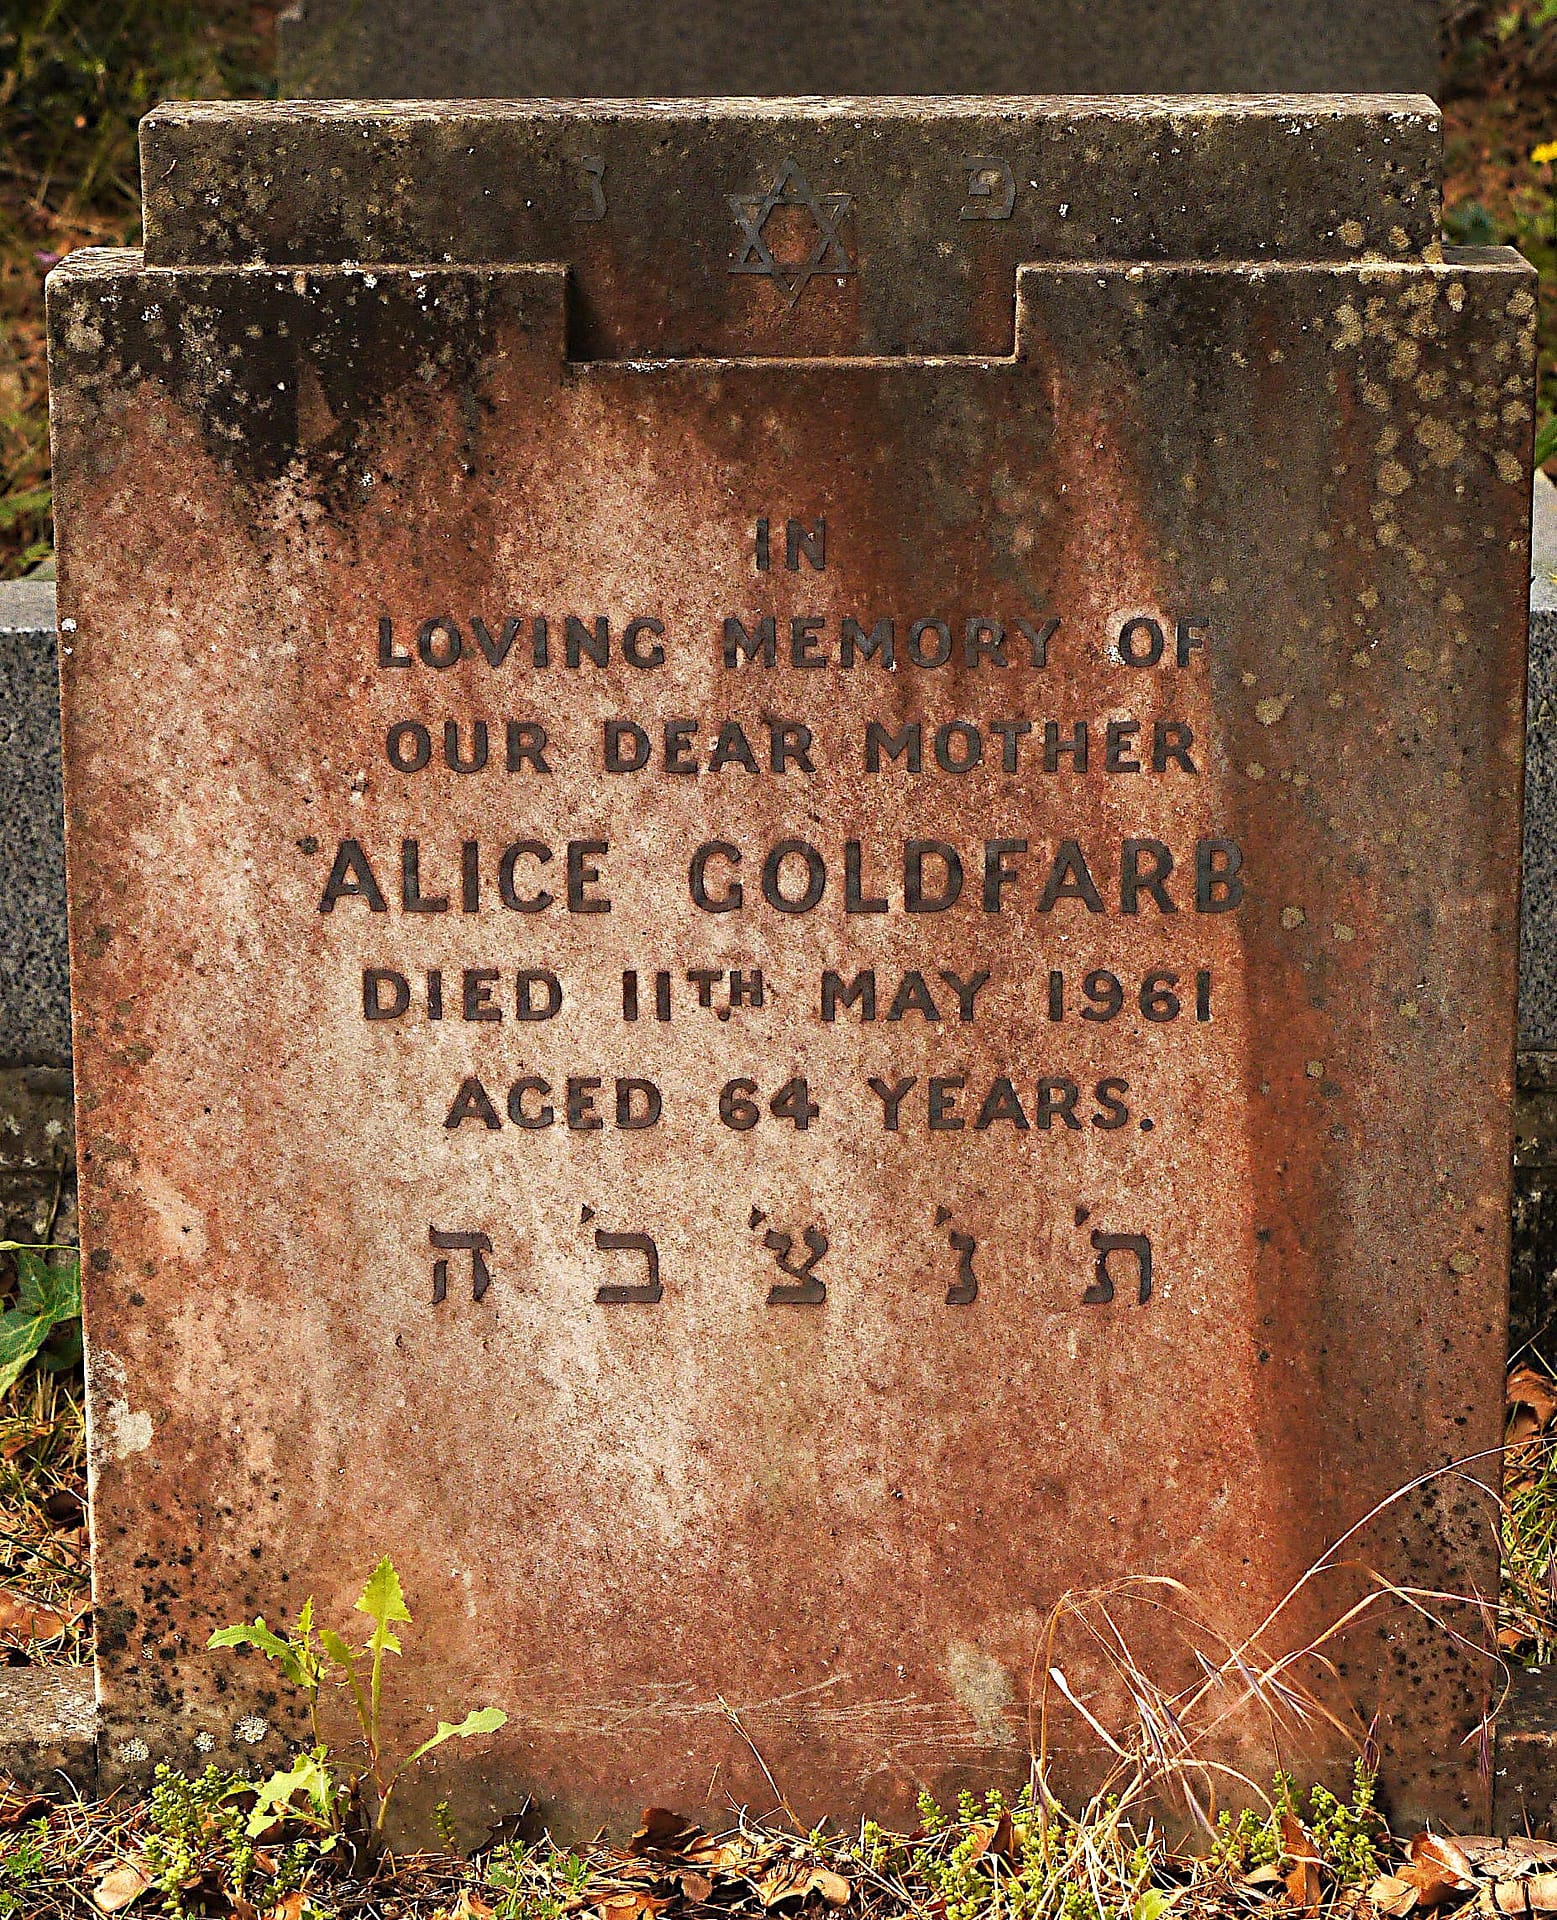 פ נ
IN
LOVING MEMORY OF
OUR DEAR MOTHER
ALICE GOLDFARB
DIED 11TH MAY 1961
AGED 64 YEARS.
ת' נ' צ' ב' ה